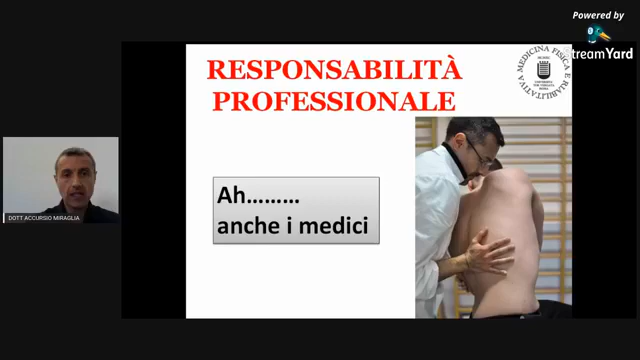 Powered by
StreamYard
RESPONSABILITÀ
PROFESSIONALE
MEDICINA FISICA E RIABILITATIVA
Ah.........
anche i medici
DOTT ACCURSIO MIRAGLIA